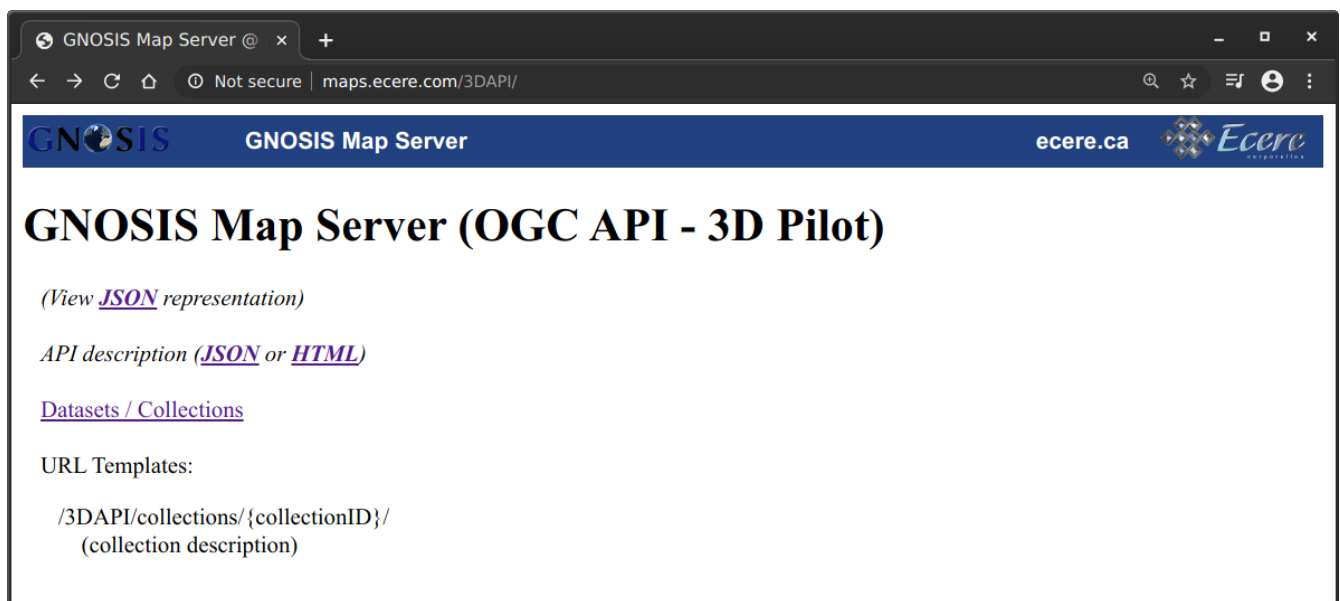 GNOSIS Map Server @
Not secure maps.ecere.com/3DAPI/
GNOSIS GNOSIS Map Server ecere.ca Ecere
corporation
GNOSIS Map Server (OGC API - 3D Pilot)
(View JSON representation)
API description (JSON or HTML)
Datasets / Collections
URL Templates:
/3DAPI/collections/{collectionID}/
(collection description)